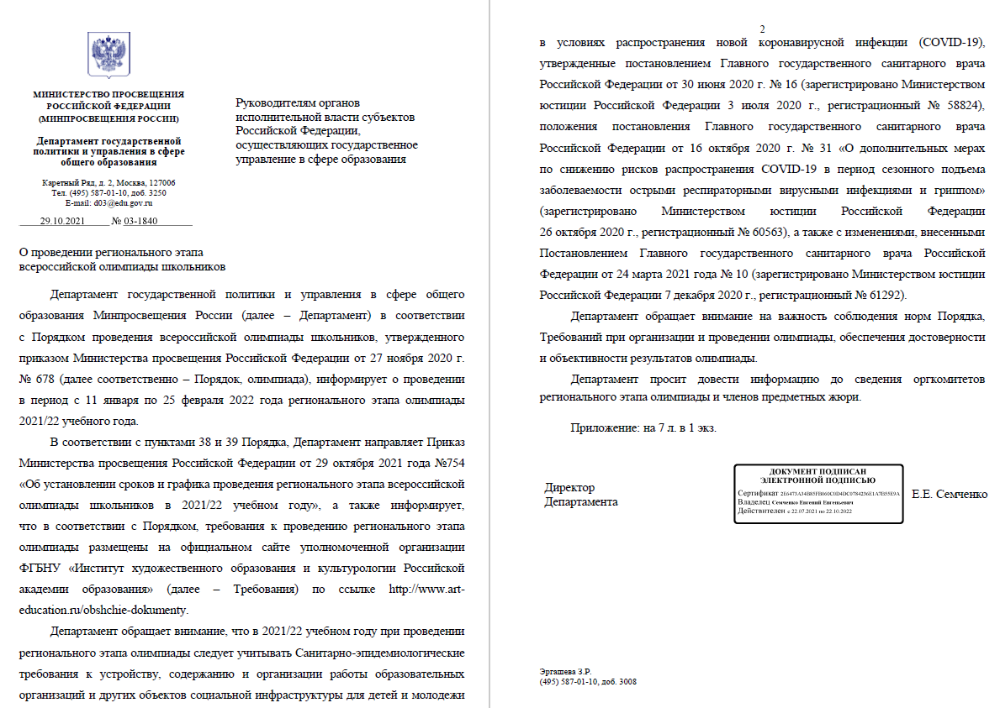 МИНИСТЕРСТВО ПРОСВЕЩЕНИЯ
РОССИЙСКОЙ ФЕДЕРАЦИИ
(МИНПРОСВЕЩЕНИЯ РОССИИ)
Департамент государственной
политики и управления в сфере
общего образования
Каретный Ряд, д. 2, Москва, 127006
Тел. (495) 587-01-10, доб. 3250
E-mail: d03@edu.gov.ru
29.10.2021 № 03-1840
Руководителям органов
исполнительной власти субъектов
Российской Федерации,
осуществляющих государственное
управление в сфере образования
О проведении регионального этапа
всероссийской олимпиады школьников
Департамент государственной политики и управления в сфере общего
образования Минпросвещения России (далее – Департамент) в соответствии
с Порядком проведения всероссийской олимпиады школьников, утвержденного
приказом Министерства просвещения Российской Федерации от 27 ноября 2020 г.
№ 678 (далее соответственно – Порядок, олимпиада), информирует о проведении
в период с 11 января по 25 февраля 2022 года регионального этапа олимпиады
2021/22 учебного года.
В соответствии с пунктами 38 и 39 Порядка, Департамент направляет Приказ
Министерства просвещения Российской Федерации от 29 октября 2021 года №754
«Об установлении сроков и графика проведения регионального этапа всероссийской
олимпиады школьников в 2021/22 учебном году», а также информирует,
что в соответствии с Порядком, требования к проведению регионального этапа
олимпиады размещены на официальном сайте уполномоченной организации
ФГБНУ «Институт художественного образования и культурологии Российской
академии образования» (далее – Требования) по ссылке http://www.art-
education.ru/obshchie-dokumenty.
Департамент обращает внимание, что в 2021/22 учебном году при проведении
регионального этапа олимпиады следует учитывать Санитарно-эпидемиологические
требования к устройству, содержанию и организации работы образовательных
организаций и других объектов социальной инфраструктуры для детей и молодежи
2
в условиях распространения новой коронавирусной инфекции (COVID-19),
утвержденные постановлением Главного государственного санитарного врача
Российской Федерации от 30 июня 2020 г. № 16 (зарегистрировано Министерством
юстиции Российской Федерации 3 июля 2020 г., регистрационный № 58824),
положения постановления Главного государственного санитарного врача
Российской Федерации от 16 октября 2020 г. № 31 «О дополнительных мерах
по снижению рисков распространения COVID-19 в период сезонного подъема
заболеваемости острыми респираторными вирусными инфекциями и гриппом»
(зарегистрировано Министерством юстиции Российской Федерации
26 октября 2020 г., регистрационный № 60563), а также с изменениями, внесенными
Постановлением Главного государственного санитарного врача Российской
Федерации от 24 марта 2021 года № 10 (зарегистрировано Министерством юстиции
Российской Федерации 7 декабря 2020 г., регистрационный № 61292).
Департамент обращает внимание на важность соблюдения норм Порядка,
Требований при организации и проведении олимпиады, обеспечения достоверности
и объективности результатов олимпиады.
Департамент просит довести информацию до сведения оргкомитетов
регионального этапа олимпиады и членов предметных жюри.
Приложение: на 7 л. в 1 экз.
Директор
Департамента
ДОКУМЕНТ ПОДПИСАН
ЭЛЕКТРОННОЙ ПОДПИСЬЮ
Сертификат
Владелец Семченко Евгений Евгеньевич
Действителен с 22.07.2021 по 22.10.2022
Е.Е. Семченко
Эргашева З.Р.
(495) 587-01-10, доб. 3008